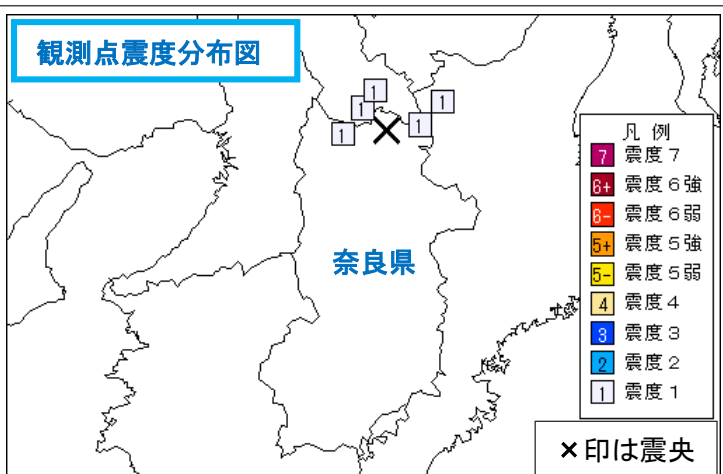 観測点震度分布図
1
1
1
1
1
奈良県
凡 例
7 震度７
6+ 震度６強
6- 震度６弱
5+ 震度５強
5- 震度５弱
4 震度４
3 震度３
2 震度２
1 震度１
×印は震央